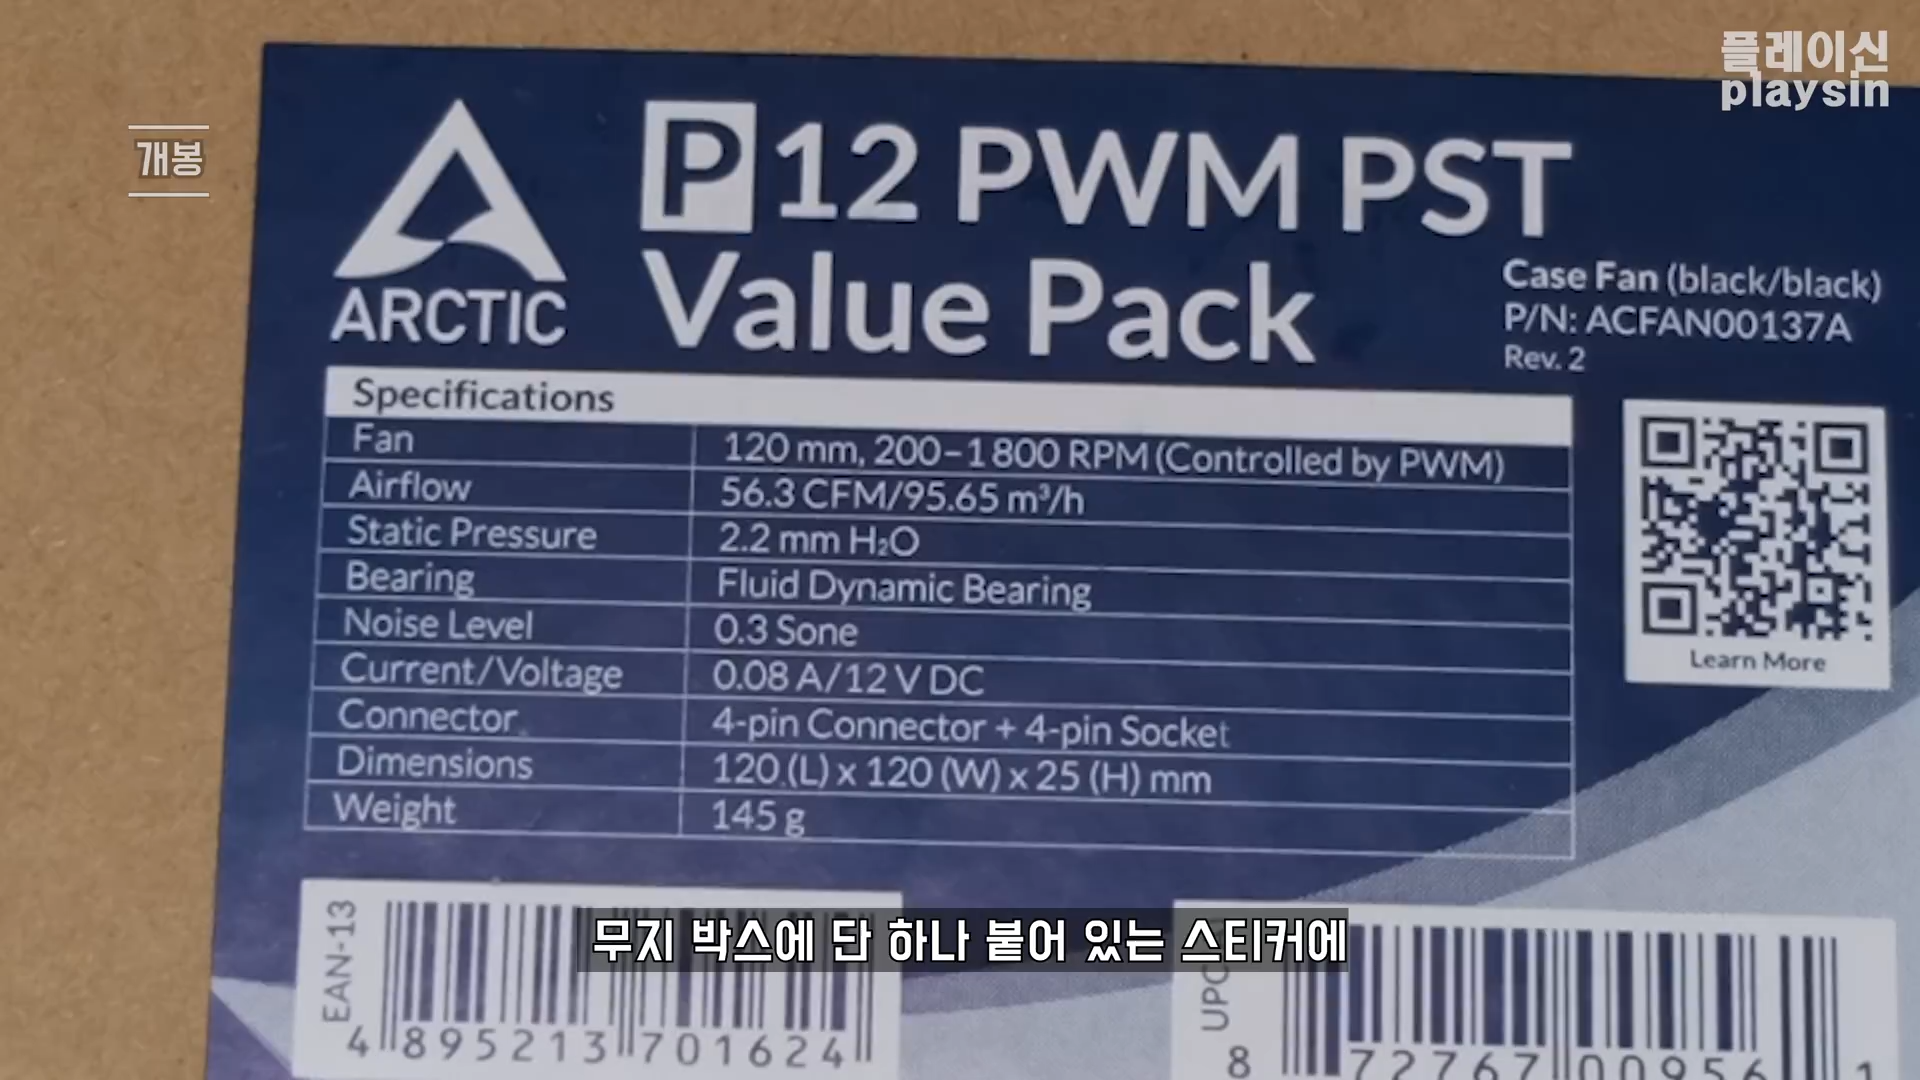 플레이신
playsin
개봉
P12 PWM PST
Value Pack
ARCTIC
Case Fan (black/black)
P/N: ACFAN00137A
Rev. 2
Specifications
Fan 120 mm, 200–1800 RPM (Controlled by PWM)
Airflow 56.3 CFM/95.65 m³/h
Static Pressure 2.2 mm H₂O
Bearing Fluid Dynamic Bearing
Noise Level 0.3 Sone
Current/Voltage 0.08 A/12 V DC
Connector 4-pin Connector + 4-pin Socket
Dimensions 120 (L) x 120 (W) x 25 (H) mm
Weight 145 g
Learn More
EAN-13
4 895213 701624
무지 박스에 단 하나 붙어 있는 스티커에
8 72767 00956 1